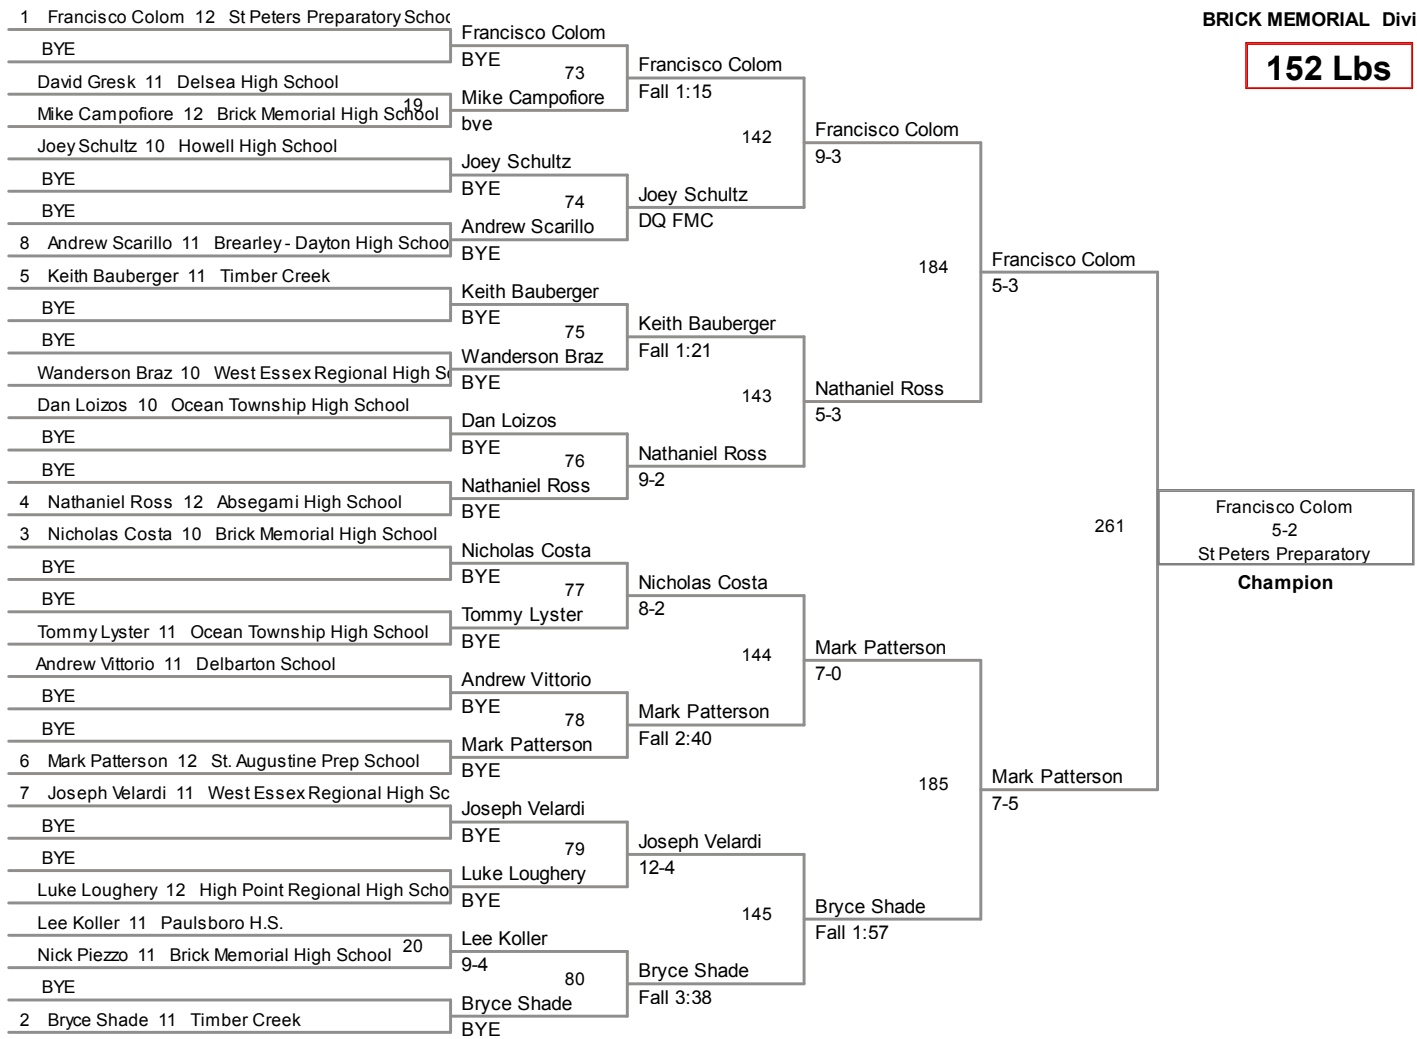 BRICK MEMORIAL Divi
152 Lbs
1 Francisco Colom 12 St Peters Preparatory Schoo
BYE
David Gresk 11 Delsea High School
Mike Campofiore 12 Brick Memorial High School
19
Joey Schultz 10 Howell High School
BYE
BYE
8 Andrew Scarillo 11 Brearley - Dayton High Schoo
5 Keith Bauberger 11 Timber Creek
BYE
BYE
Wanderson Braz 10 West Essex Regional High Sc
Dan Loizos 10 Ocean Township High School
BYE
BYE
4 Nathaniel Ross 12 Absegami High School
3 Nicholas Costa 10 Brick Memorial High School
BYE
BYE
Tommy Lyster 11 Ocean Township High School
Andrew Vittorio 11 Delbarton School
BYE
BYE
6 Mark Patterson 12 St. Augustine Prep School
7 Joseph Velardi 11 West Essex Regional High Sc
BYE
BYE
Luke Loughery 12 High Point Regional High Scho
Lee Koller 11 Paulsboro H.S.
Nick Piezzo 11 Brick Memorial High School
20
BYE
2 Bryce Shade 11 Timber Creek
Francisco Colom
BYE
73
Mike Campofiore
bye
Joey Schultz
BYE
74
Andrew Scarillo
BYE
Keith Bauberger
BYE
75
Wanderson Braz
BYE
Dan Loizos
BYE
76
Nathaniel Ross
BYE
Nicholas Costa
BYE
77
Tommy Lyster
BYE
Andrew Vittorio
BYE
78
Mark Patterson
BYE
Joseph Velardi
BYE
79
Luke Loughery
BYE
Lee Koller
9-4
80
Bryce Shade
BYE
Francisco Colom
Fall 1:15
142
Joey Schultz
DQ FMC
Keith Bauberger
Fall 1:21
143
Nathaniel Ross
9-2
Nicholas Costa
8-2
144
Mark Patterson
Fall 2:40
Joseph Velardi
12-4
145
Bryce Shade
Fall 3:38
Francisco Colom
9-3
184
Nathaniel Ross
5-3
Mark Patterson
7-0
185
Bryce Shade
Fall 1:57
Francisco Colom
5-3
261
Mark Patterson
7-5
Francisco Colom
5-2
St Peters Preparatory
Champion